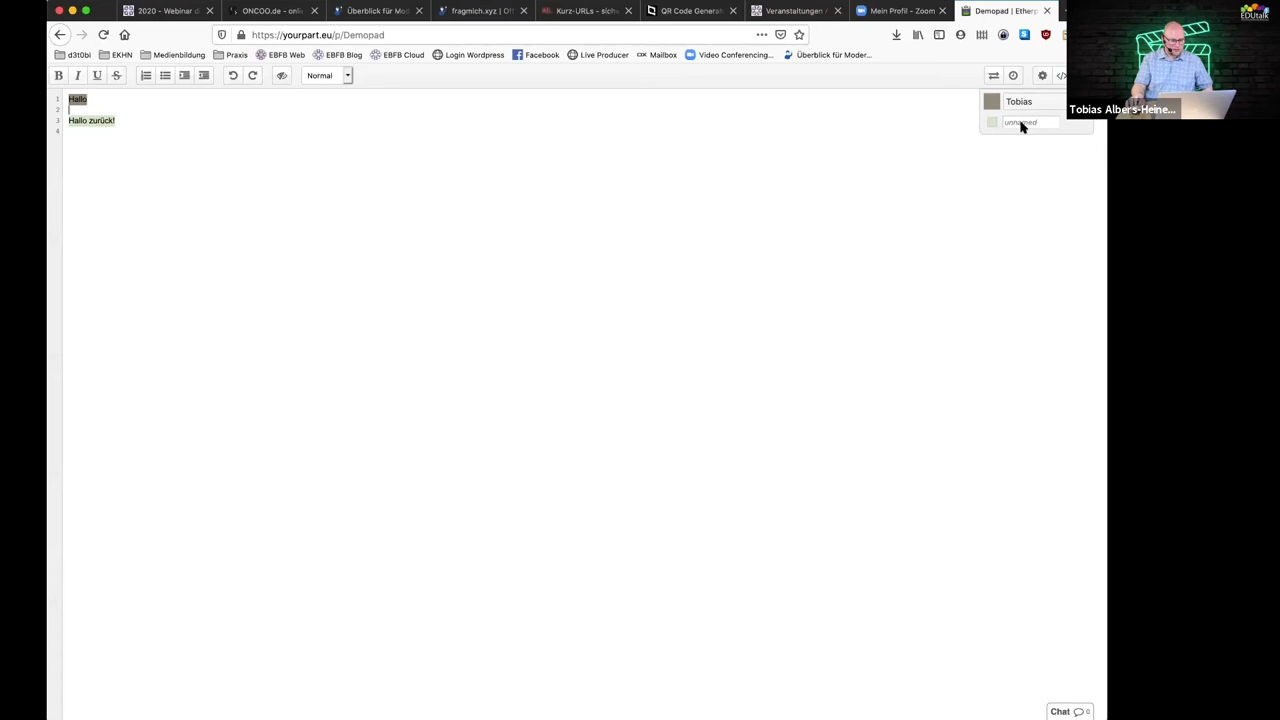 2020 - Webinar di
ONCOO.de - onli
Überblick für Mod
fragmich.xyz | Of
Kurz-URLs - siche
QR Code Generat
Veranstaltungen /
Mein Profil - Zoom
Demopad | Etherp
EDUtalk
https://yourpart.eu/p/Demopad
d3t0bi
EKHN
Medienbildung
Praxis
EBFB Web
EBFB Blog
EBFB Cloud
Login Wordpress
Facebook
Live Producer
Mailbox
Video Conferencing...
Überblick für Moder...
B I U S
Normal
Tobias Albers-Heine...
1 Hallo
2
3 Hallo zurück!
4
Tobias
unnamed
Chat 0